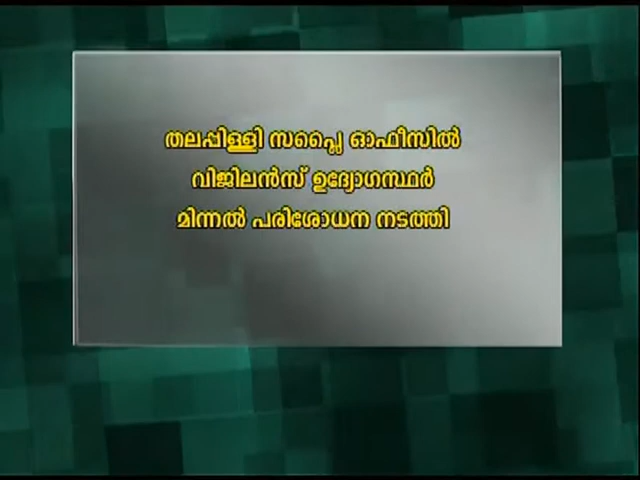 തലപ്പിള്ളി സപ്ലൈ ഓഫീസിൽ
വിജിലൻസ് ഉദ്യോഗസ്ഥർ
മിന്നൽ പരിശോധന നടത്തി